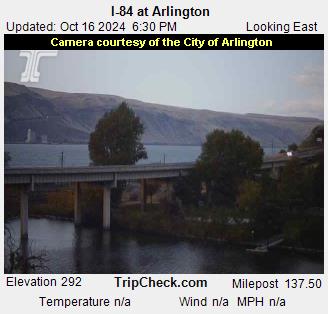 I-84 at Arlington
Updated: Oct 16 2024 6:30 PM Looking East
Camera courtesy of the City of Arlington
Elevation 292 TripCheck.com Milepost 137.50
Temperature n/a Wind n/a MPH n/a